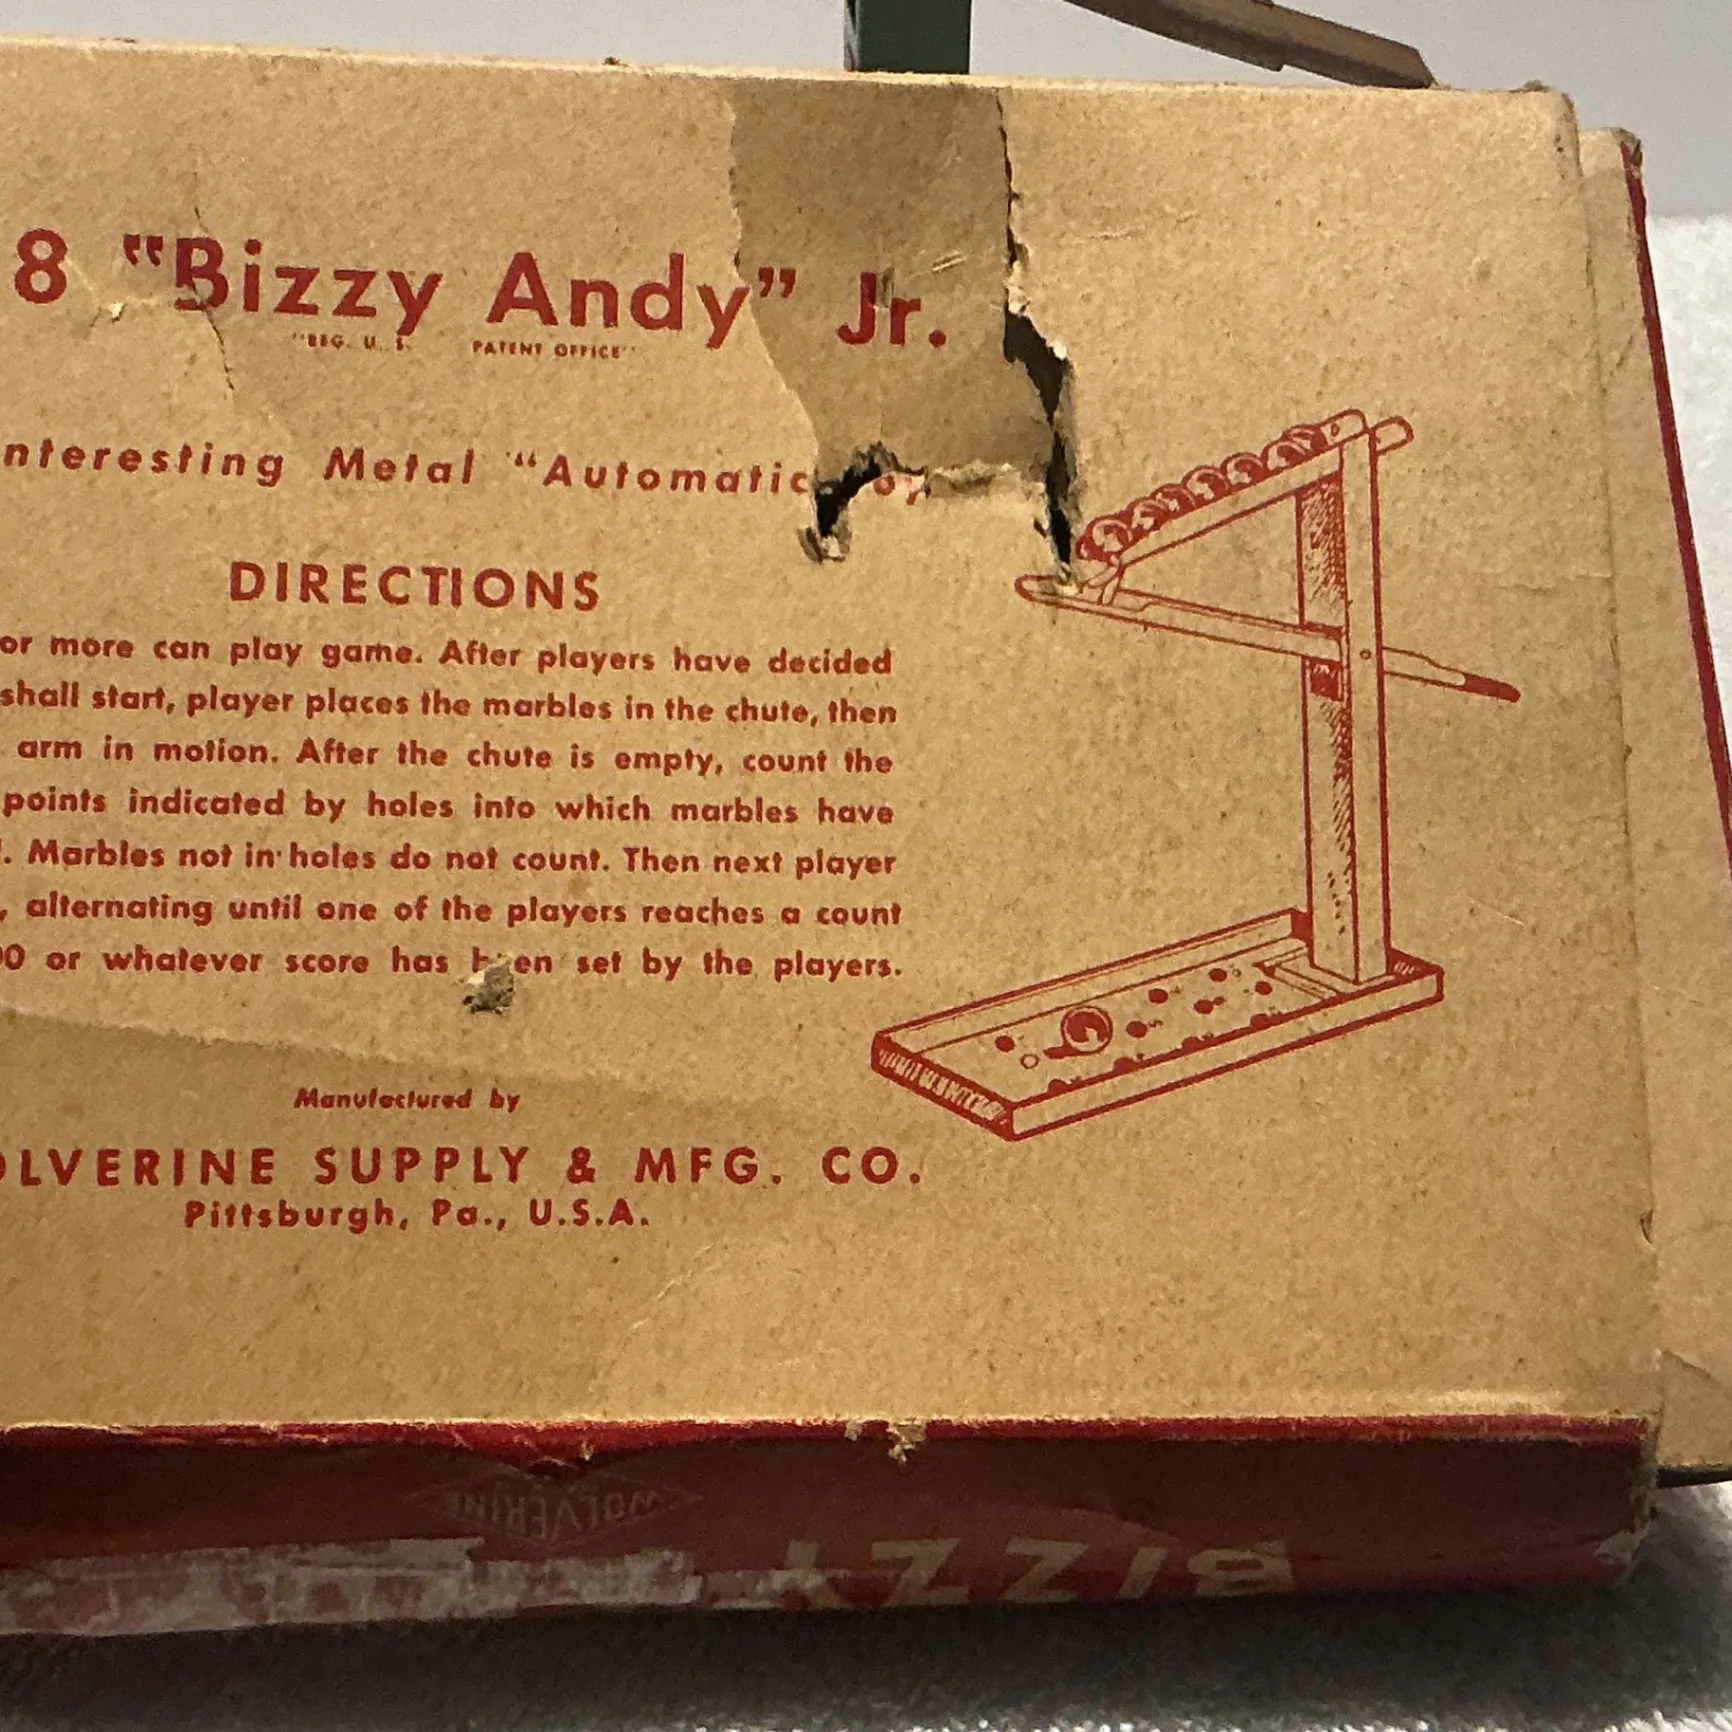 8 "Bizzy Andy" Jr.
"REG. U. S. PATENT OFFICE"
nteresting Metal "Automatic
DIRECTIONS
or more can play game. After players have decided
shall start, player places the marbles in the chute, then
arm in motion. After the chute is empty, count the
points indicated by holes into which marbles have
. Marbles not in holes do not count. Then next player
, alternating until one of the players reaches a count
00 or whatever score has been set by the players.
Manufactured by
OLVERINE SUPPLY & MFG. CO.
Pittsburgh, Pa., U.S.A.
WOLVERINE
BIZZY